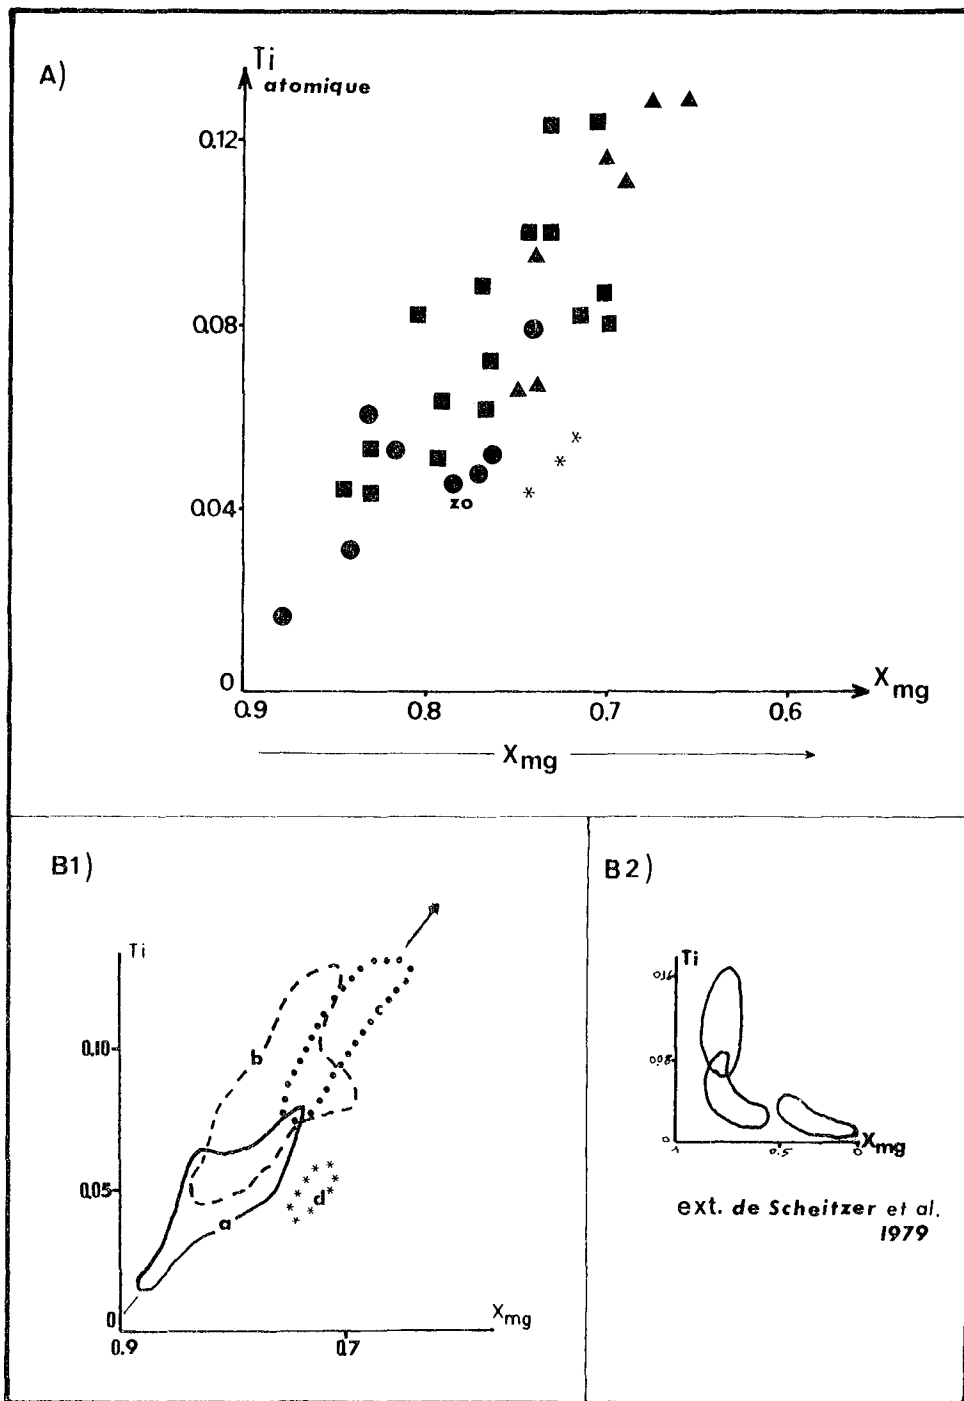 A)
Ti
atomique
0.12
0.08
0.04
zo
0
0.9 0.8 0.7 0.6
Xmg
Xmg
B1)
Ti
0.10
0.05
0
0.9 0.7
Xmg
a
b
c
d
B2)
Ti
0.16
0.08
0
1 0.5 0
Xmg
ext. de Scheitzer et al.
1979